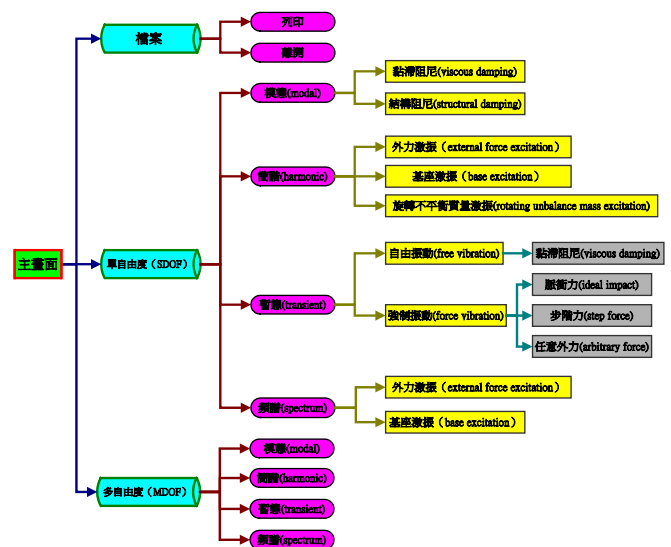 列印
檔案
離開
模態(modal)
黏滯阻尼(viscous damping)
結構阻尼(structural damping)
簡諧(harmonic)
外力激振（external force excitation）
基座激振（base excitation）
旋轉不平衡質量激振(rotating unbalance mass excitation)
主畫面
單自由度（SDOF）
暫態(transient)
自由振動(free vibration)
黏滯阻尼(viscous damping)
強制振動(force vibration)
脈衝力(ideal impact)
步階力(step force)
任意外力(arbitrary force)
頻譜(spectrum)
外力激振（external force excitation）
基座激振（base excitation）
多自由度（MDOF）
模態(modal)
簡諧(harmonic)
暫態(transient)
頻譜(spectrum)